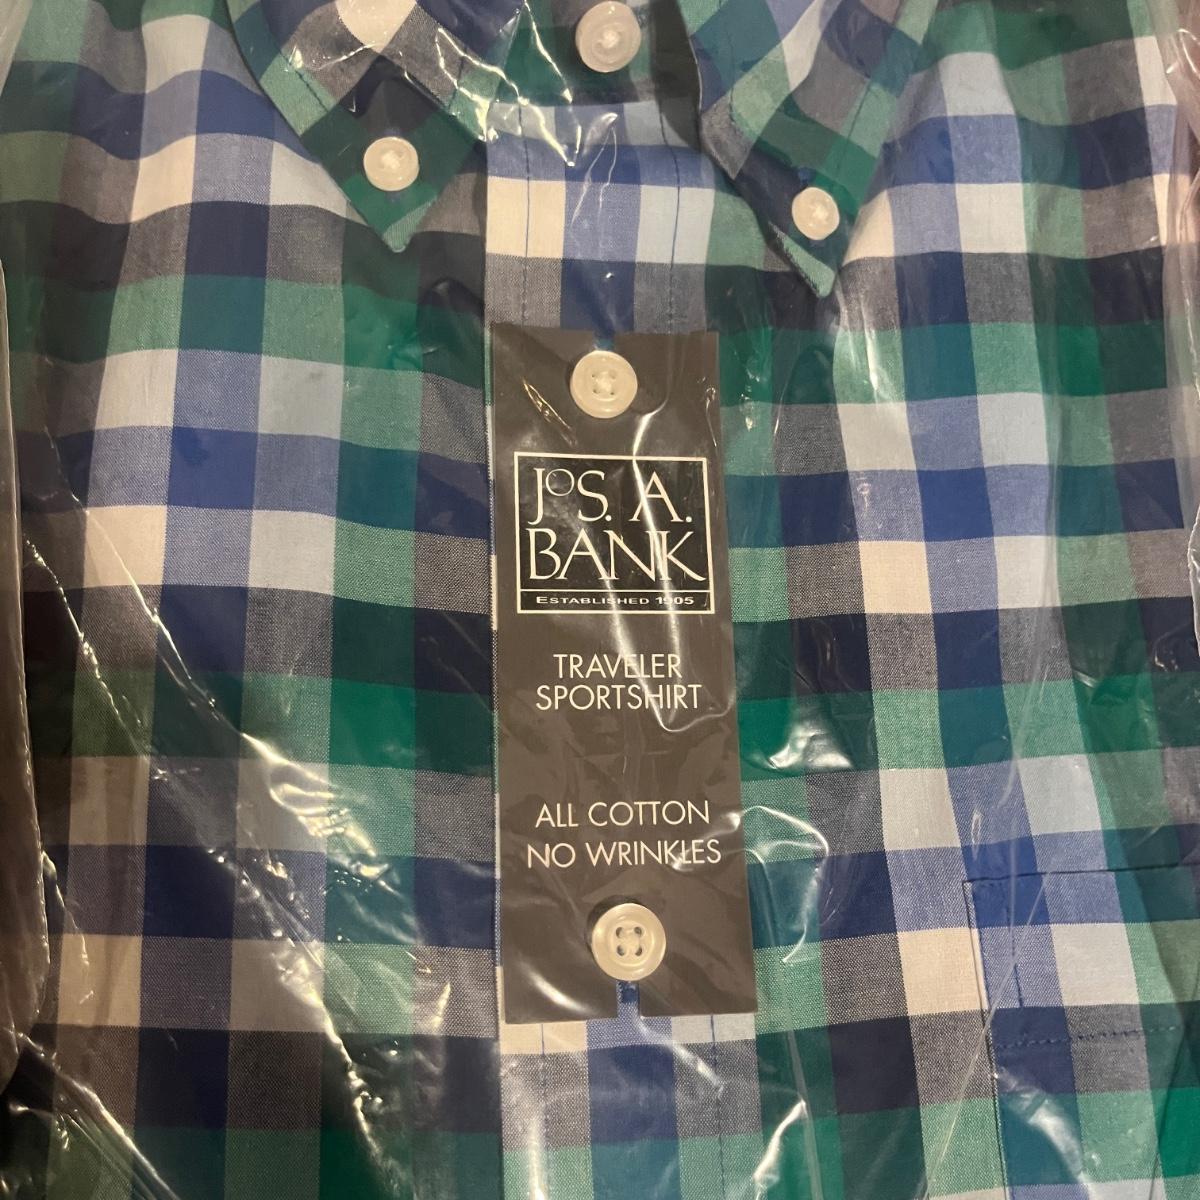 JOS. A.
BANK
ESTABLISHED 1905
TRAVELER
SPORTSHIRT
ALL COTTON
NO WRINKLES